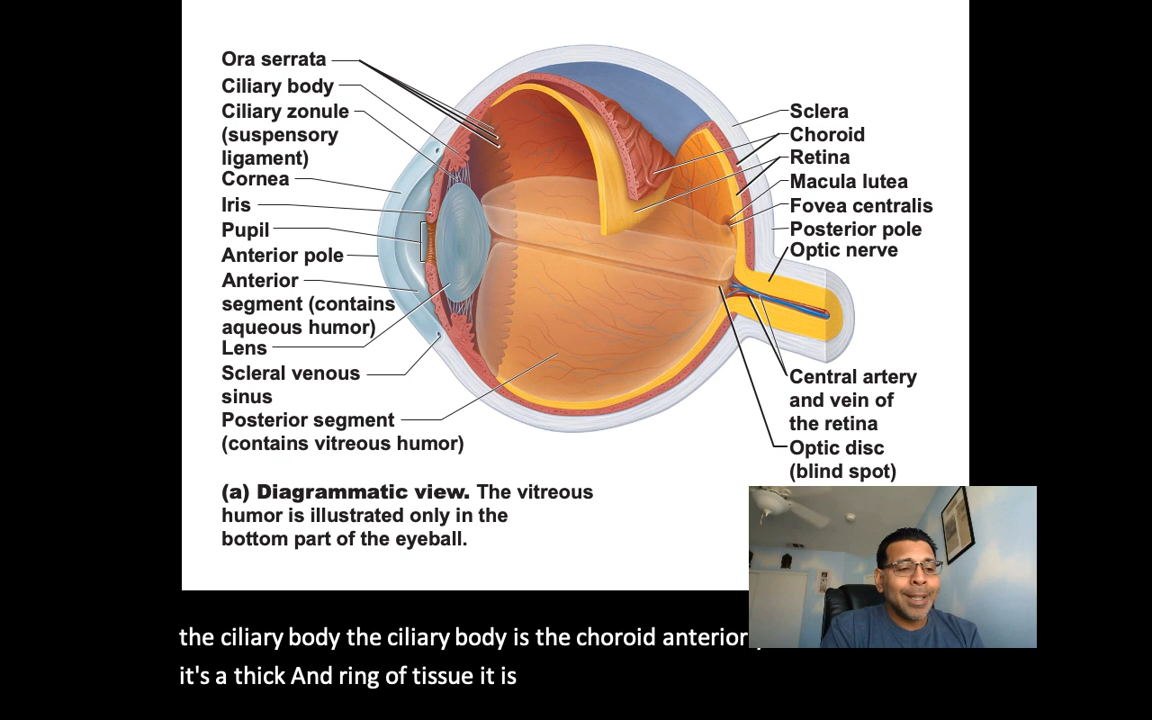 Ora serrata
Ciliary body
Ciliary zonule
(suspensory
ligament)
Cornea
Iris
Pupil
Anterior pole
Anterior
segment (contains
aqueous humor)
Lens
Scleral venous
sinus
Posterior segment
(contains vitreous humor)
Sclera
Choroid
Retina
Macula lutea
Fovea centralis
Posterior pole
Optic nerve
Central artery
and vein of
the retina
Optic disc
(blind spot)
(a) Diagrammatic view. The vitreous
humor is illustrated only in the
bottom part of the eyeball.
the ciliary body the ciliary body is the choroid anterior
it's a thick And ring of tissue it is